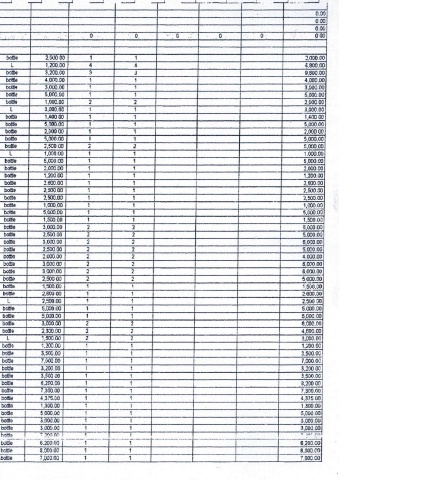 0.00
0.00
0.00
0 0 0 0 0 0.00
bottle 2,000.00 1 1 2,000.00
L 1,200.00 4 4 4,800.00
bottle 3,200.00 3 3 9,600.00
bottle 4,000.00 1 1 4,000.00
bottle 3,000.00 1 1 3,000.00
bottle 5,000.00 1 1 5,000.00
bottle 1,000.00 2 2 2,000.00
L 3,000.00 1 1 3,000.00
bottle 1,400.00 1 1 1,400.00
bottle 5,000.00 1 1 5,000.00
bottle 2,000.00 1 1 2,000.00
bottle 5,000.00 1 1 5,000.00
bottle 2,500.00 2 2 5,000.00
L 1,000.00 1 1 1,000.00
bottle 5,000.00 1 1 5,000.00
bottle 2,000.00 1 1 2,000.00
bottle 1,200.00 1 1 1,200.00
bottle 2,600.00 1 1 2,600.00
bottle 2,500.00 1 1 2,500.00
bottle 2,500.00 1 1 2,500.00
bottle 1,000.00 1 1 1,000.00
bottle 5,000.00 1 1 5,000.00
bottle 1,500.00 1 1 1,500.00
bottle 3,000.00 2 2 6,000.00
bottle 2,500.00 2 2 5,000.00
bottle 3,000.00 2 2 6,000.00
bottle 2,500.00 2 2 5,000.00
bottle 2,000.00 2 2 4,000.00
bottle 3,000.00 2 2 6,000.00
bottle 3,000.00 2 2 6,000.00
bottle 2,500.00 2 2 5,000.00
bottle 1,500.00 1 1 1,500.00
bottle 2,000.00 1 1 2,000.00
L 2,500.00 1 1 2,500.00
bottle 5,000.00 1 1 5,000.00
bottle 5,000.00 1 1 5,000.00
bottle 3,000.00 2 2 6,000.00
bottle 2,300.00 2 2 4,600.00
L 1,500.00 2 2 3,000.00
bottle 1,200.00 1 1 1,200.00
bottle 3,500.00 1 1 3,500.00
bottle 7,000.00 1 1 7,000.00
bottle 3,200.00 1 1 3,200.00
bottle 3,500.00 1 1 3,500.00
bottle 6,200.00 1 1 6,200.00
bottle 7,300.00 1 1 7,300.00
bottle 4,375.00 1 1 4,375.00
bottle 1,300.00 1 1 1,300.00
bottle 5,000.00 1 1 5,000.00
bottle 3,000.00 1 1 3,000.00
bottle 3,000.00 1 1 3,000.00
bottle 1 1
bottle 6,200.00 1 1 6,200.00
bottle 8,000.00 1 1 8,000.00
bottle 7,000.00 1 1 7,000.00